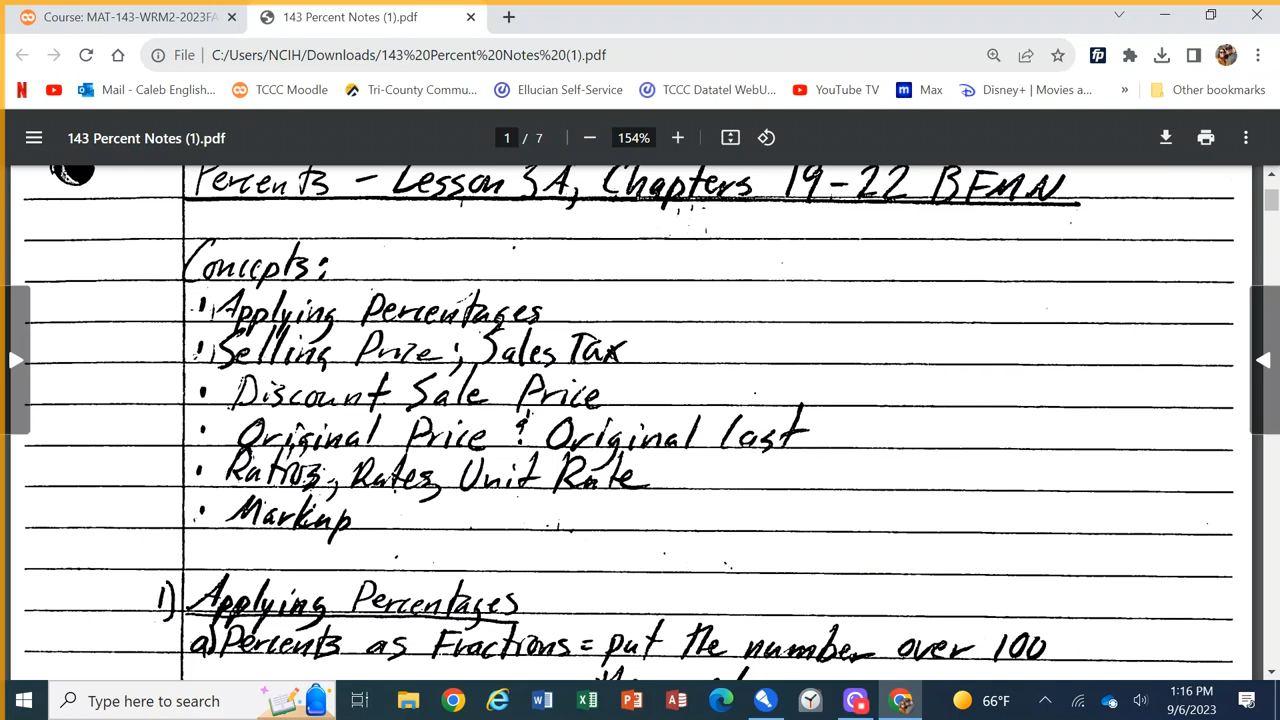 Course: MAT-143-WRM2-2023FA
143 Percent Notes (1).pdf
File C:/Users/NCIH/Downloads/143%20Percent%20Notes%20(1).pdf
Mail - Caleb English...
TCCC Moodle
Tri-County Commu...
Ellucian Self-Service
TCCC Datatel WebU...
YouTube TV
Max
Disney+ | Movies a...
»
Other bookmarks
143 Percent Notes (1).pdf
1 / 7
154%
Percents - Lesson 3A, Chapters 19-22 BFMN
Concepts:
• Applying Percentages
• Selling Price; Sales Tax
• Discount Sale Price
• Original Price & Original Cost
• Ratios, Rates, Unit Rate
• Markup
1) Applying Percentages
a) Percents as Fractions = put the number over 100
Type here to search
66°F
1:16 PM
9/6/2023